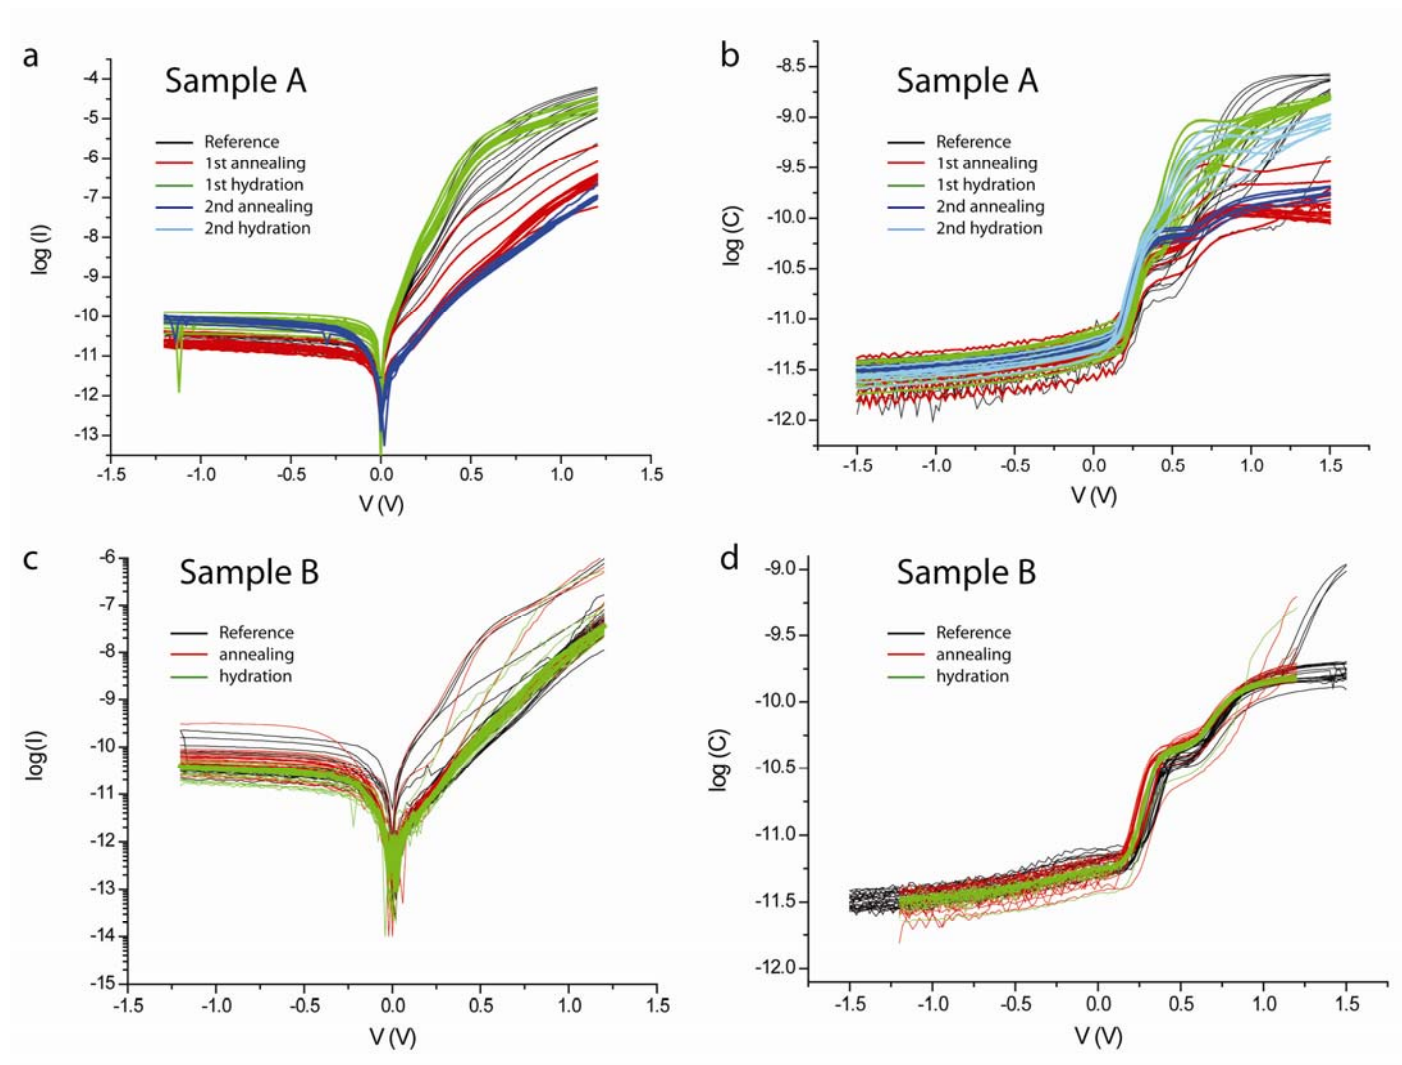 a
Sample A
Reference
1st annealing
1st hydration
2nd annealing
2nd hydration
-4
-5
-6
-7
-8
-9
-10
-11
-12
-13
log (I)
-1.5 -1.0 -0.5 0.0 0.5 1.0 1.5
V (V)
b
Sample A
Reference
1st annealing
1st hydration
2nd annealing
2nd hydration
-8.5
-9.0
-9.5
-10.0
-10.5
-11.0
-11.5
-12.0
log (C)
-1.5 -1.0 -0.5 0.0 0.5 1.0 1.5
V (V)
c
Sample B
Reference
annealing
hydration
-6
-7
-8
-9
-10
-11
-12
-13
-14
-15
log(I)
-1.5 -1.0 -0.5 0.0 0.5 1.0 1.5
V (V)
d
Sample B
Reference
annealing
hydration
-9.0
-9.5
-10.0
-10.5
-11.0
-11.5
-12.0
log (C)
-1.5 -1.0 -0.5 0.0 0.5 1.0 1.5
V (V)